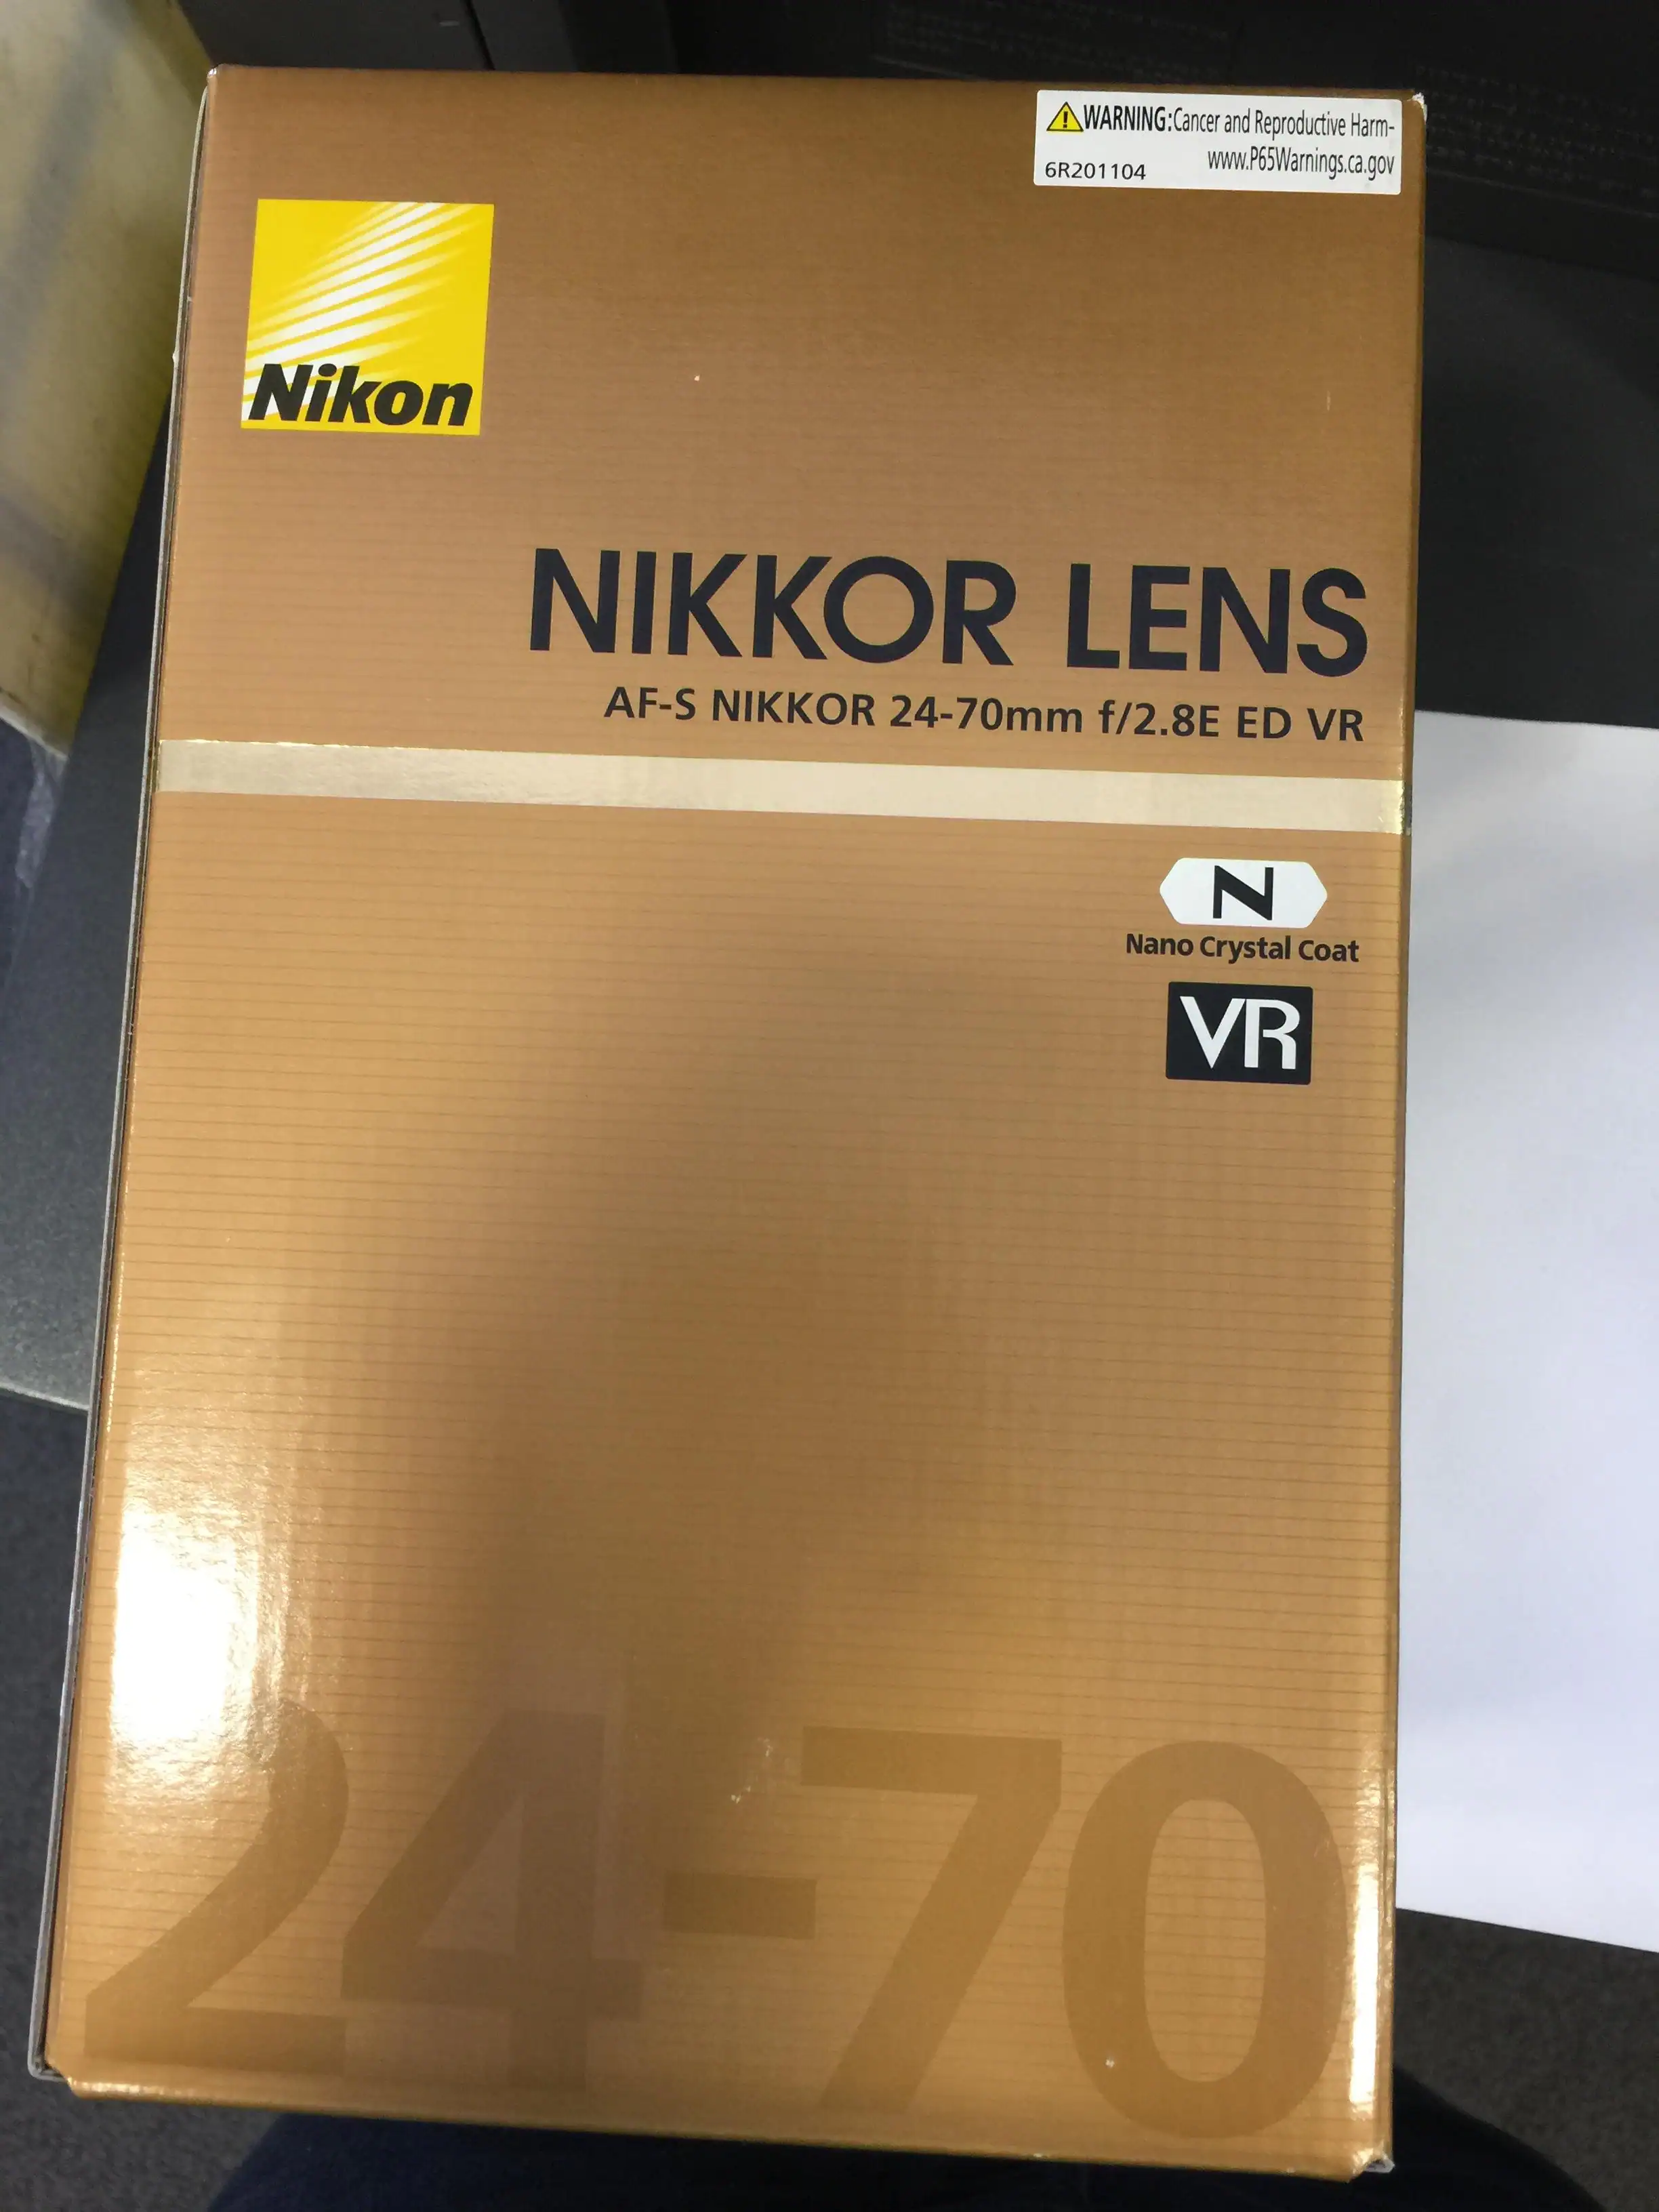 WARNING:Cancer and Reproductive Harm-
www.P65Warnings.ca.gov
6R201104
Nikon
NIKKOR LENS
AF-S NIKKOR 24-70mm f/2.8E ED VR
N
Nano Crystal Coat
VR
24-70